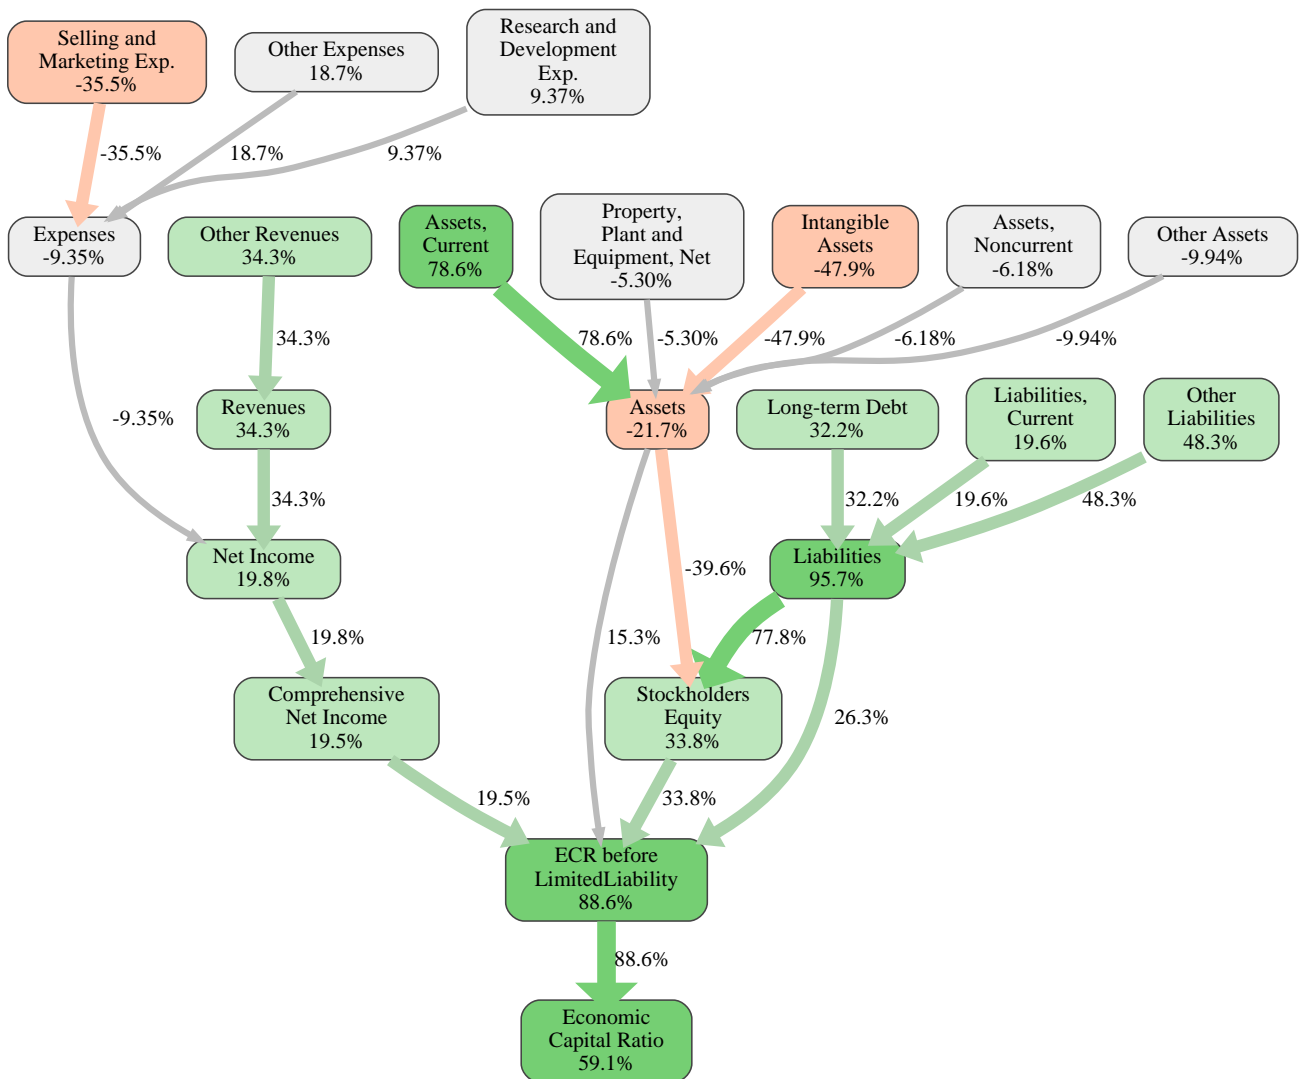 Selling and
Marketing Exp.
-35.5%
Other Expenses
18.7%
Research and
Development
Exp.
9.37%
-35.5%
18.7%
9.37%
Expenses
-9.35%
Other Revenues
34.3%
Assets,
Current
78.6%
Property,
Plant and
Equipment, Net
-5.30%
Intangible
Assets
-47.9%
Assets,
Noncurrent
-6.18%
Other Assets
-9.94%
34.3%
78.6%
-5.30%
-47.9%
-6.18%
-9.94%
-9.35%
Revenues
34.3%
Assets
-21.7%
Long-term Debt
32.2%
Liabilities,
Current
19.6%
Other
Liabilities
48.3%
34.3%
32.2%
19.6%
48.3%
Net Income
19.8%
-39.6%
Liabilities
95.7%
19.8%
15.3%
77.8%
Comprehensive
Net Income
19.5%
Stockholders
Equity
33.8%
26.3%
19.5%
33.8%
ECR before
LimitedLiability
88.6%
88.6%
Economic
Capital Ratio
59.1%